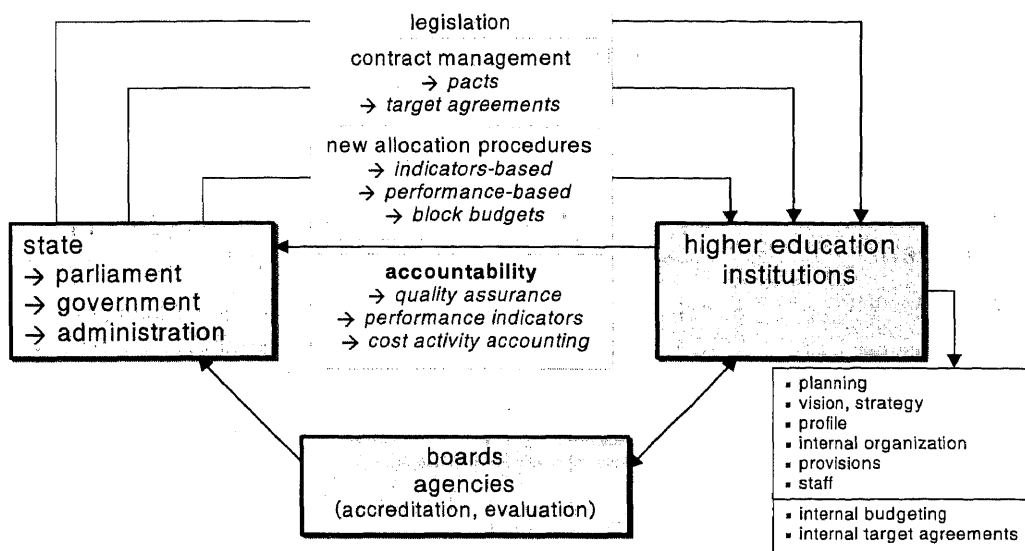 legislation
contract management
→ pacts
→ target agreements
new allocation procedures
→ indicators-based
→ performance-based
→ block budgets
state
→ parliament
→ government
→ administration
accountability
→ quality assurance
→ performance indicators
→ cost activity accounting
higher education
institutions
▪ planning
▪ vision, strategy
▪ profile
▪ internal organization
▪ provisions
▪ staff
▪ internal budgeting
▪ internal target agreements
boards
agencies
(accreditation, evaluation)